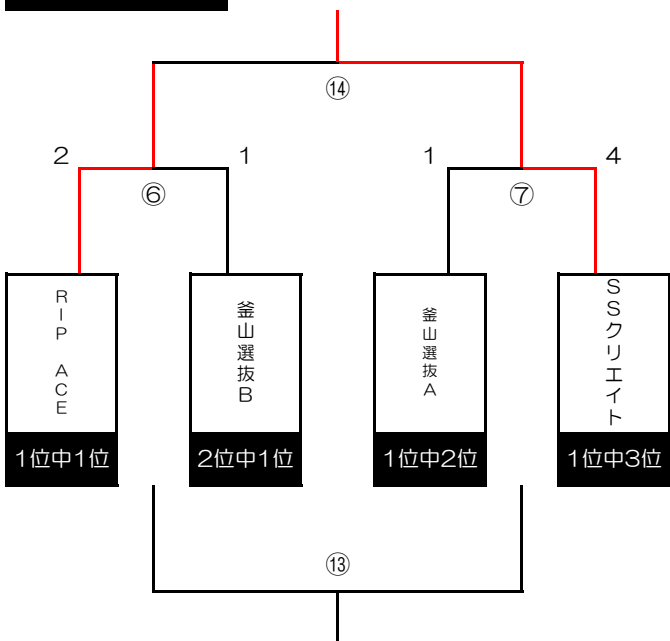 ⑭
2
1
1
4
⑥
⑦
RIP ACE
釜山選抜B
釜山選抜A
SSクリエイト
1位中1位
2位中1位
1位中2位
1位中3位
⑬